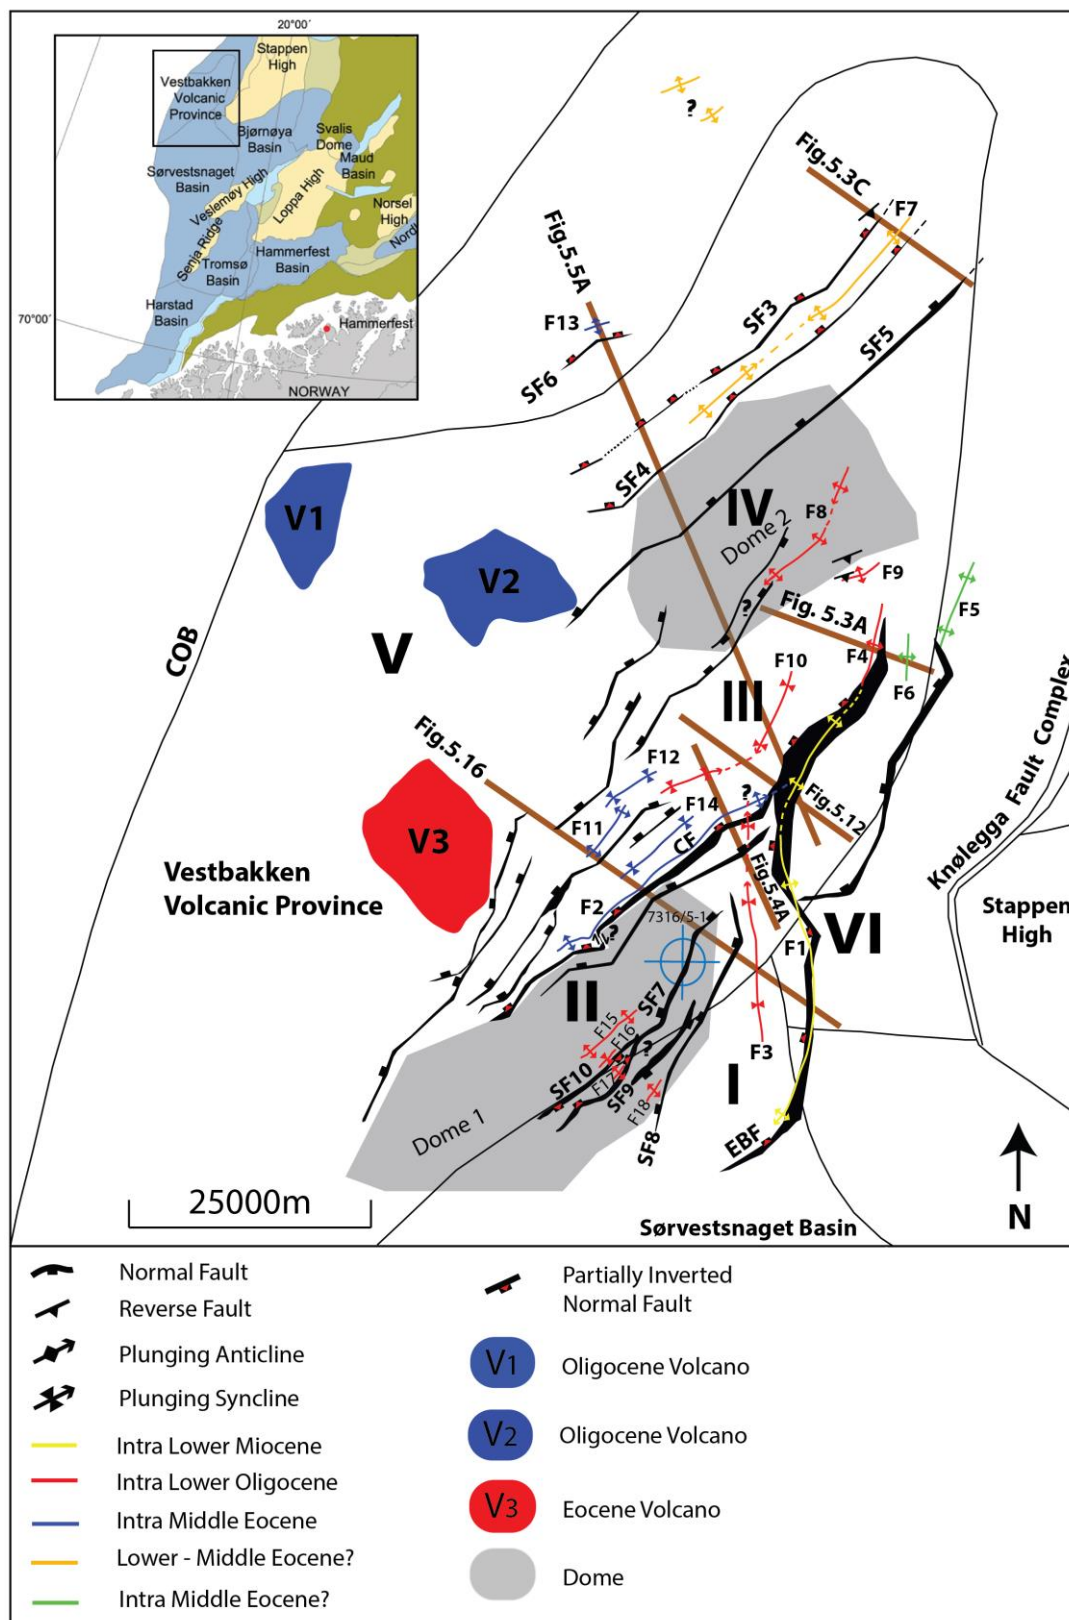 20°00'
Stappen
High
Vestbakken
Volcanic
Province
Bjørnøya
Basin
Svalis
Dome
Maud
Basin
Sørvestsnaget
Basin
Veslemøy High
Loppa High
Norsel
High
Senja Ridge
Tromsø
Basin
Hammerfest
Basin
Nordk
Harstad
Basin
70°00'
Hammerfest
NORWAY
?
Fig.5.3C
F7
Fig.5.5A
F13
SF3
SF6
SF5
SF4
V1
IV
F8
Dome 2
V2
F9
?
Fig. 5.3A
F5
COB
V
F4
F6
F10
III
Knølegga Fault Complex
Fig.5.16
F12
?
F14
Fig.5.12
V3
F11
CF
Vestbakken
Volcanic Province
Fig.5.4A
F2
7316/5-1
?
F1
VI
Stappen
High
II
SF7
F15
F16
?
F3
SF10
F17
SF9
F18
I
Dome 1
SF8
EBF
25000m
N
Sørvestsnaget Basin
Normal Fault
Reverse Fault
Plunging Anticline
Plunging Syncline
Intra Lower Miocene
Intra Lower Oligocene
Intra Middle Eocene
Lower - Middle Eocene?
Intra Middle Eocene?
Partially Inverted
Normal Fault
V1
Oligocene Volcano
V2
Oligocene Volcano
V3
Eocene Volcano
Dome